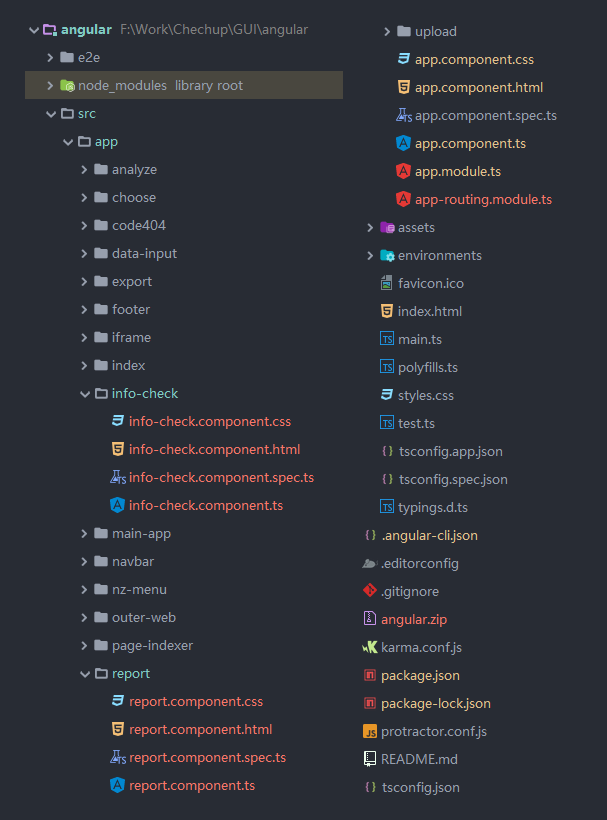 angular F:\Work\Chechup\GUI\angular
e2e
node_modules library root
src
app
analyze
choose
code404
data-input
export
footer
iframe
index
info-check
info-check.component.css
info-check.component.html
info-check.component.spec.ts
info-check.component.ts
main-app
navbar
nz-menu
outer-web
page-indexer
report
report.component.css
report.component.html
report.component.spec.ts
report.component.ts
upload
app.component.css
app.component.html
app.component.spec.ts
app.component.ts
app.module.ts
app-routing.module.ts
assets
environments
favicon.ico
index.html
main.ts
polyfills.ts
styles.css
test.ts
tsconfig.app.json
tsconfig.spec.json
typings.d.ts
.angular-cli.json
.editorconfig
.gitignore
angular.zip
karma.conf.js
package.json
package-lock.json
protractor.conf.js
README.md
tsconfig.json